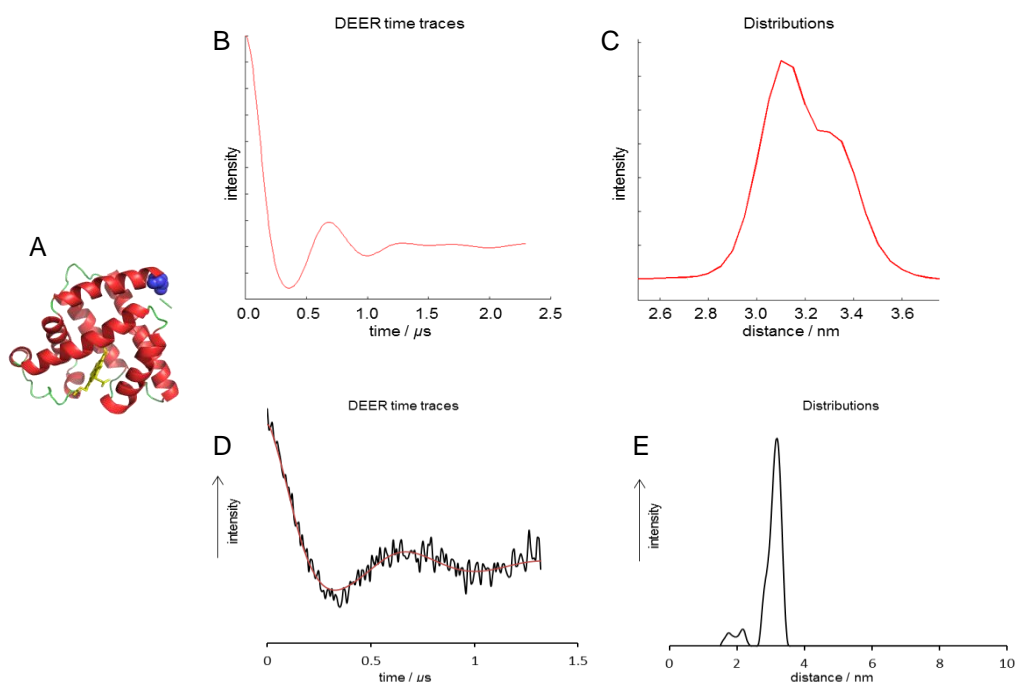 A
B
DEER time traces
intensity
0.0 0.5 1.0 1.5 2.0 2.5
time / µs
C
Distributions
intensity
2.6 2.8 3.0 3.2 3.4 3.6
distance / nm
D
DEER time traces
intensity
0 0.5 1 1.5
time / µs
E
Distributions
intensity
0 2 4 6 8 10
distance / nm